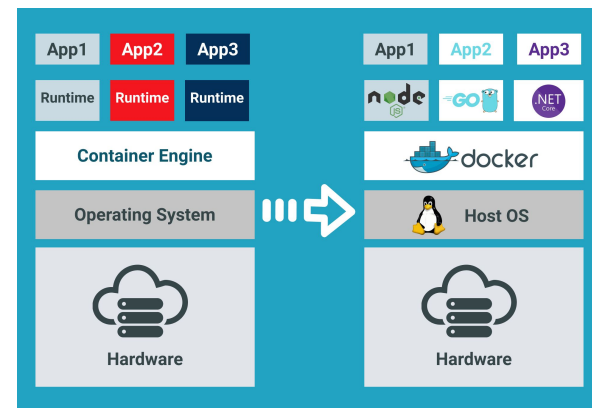 App1 App2 App3
Runtime Runtime Runtime
Container Engine
Operating System
Hardware
App1 App2 App3
node JS GO .NET Core
docker
Host OS
Hardware